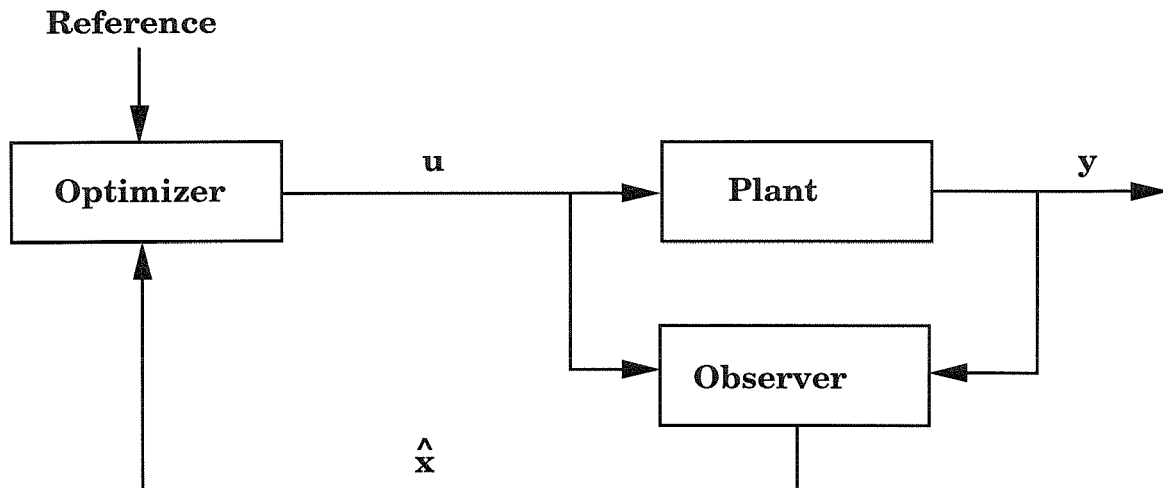 Reference
Optimizer
u
Plant
y
Observer
x̂